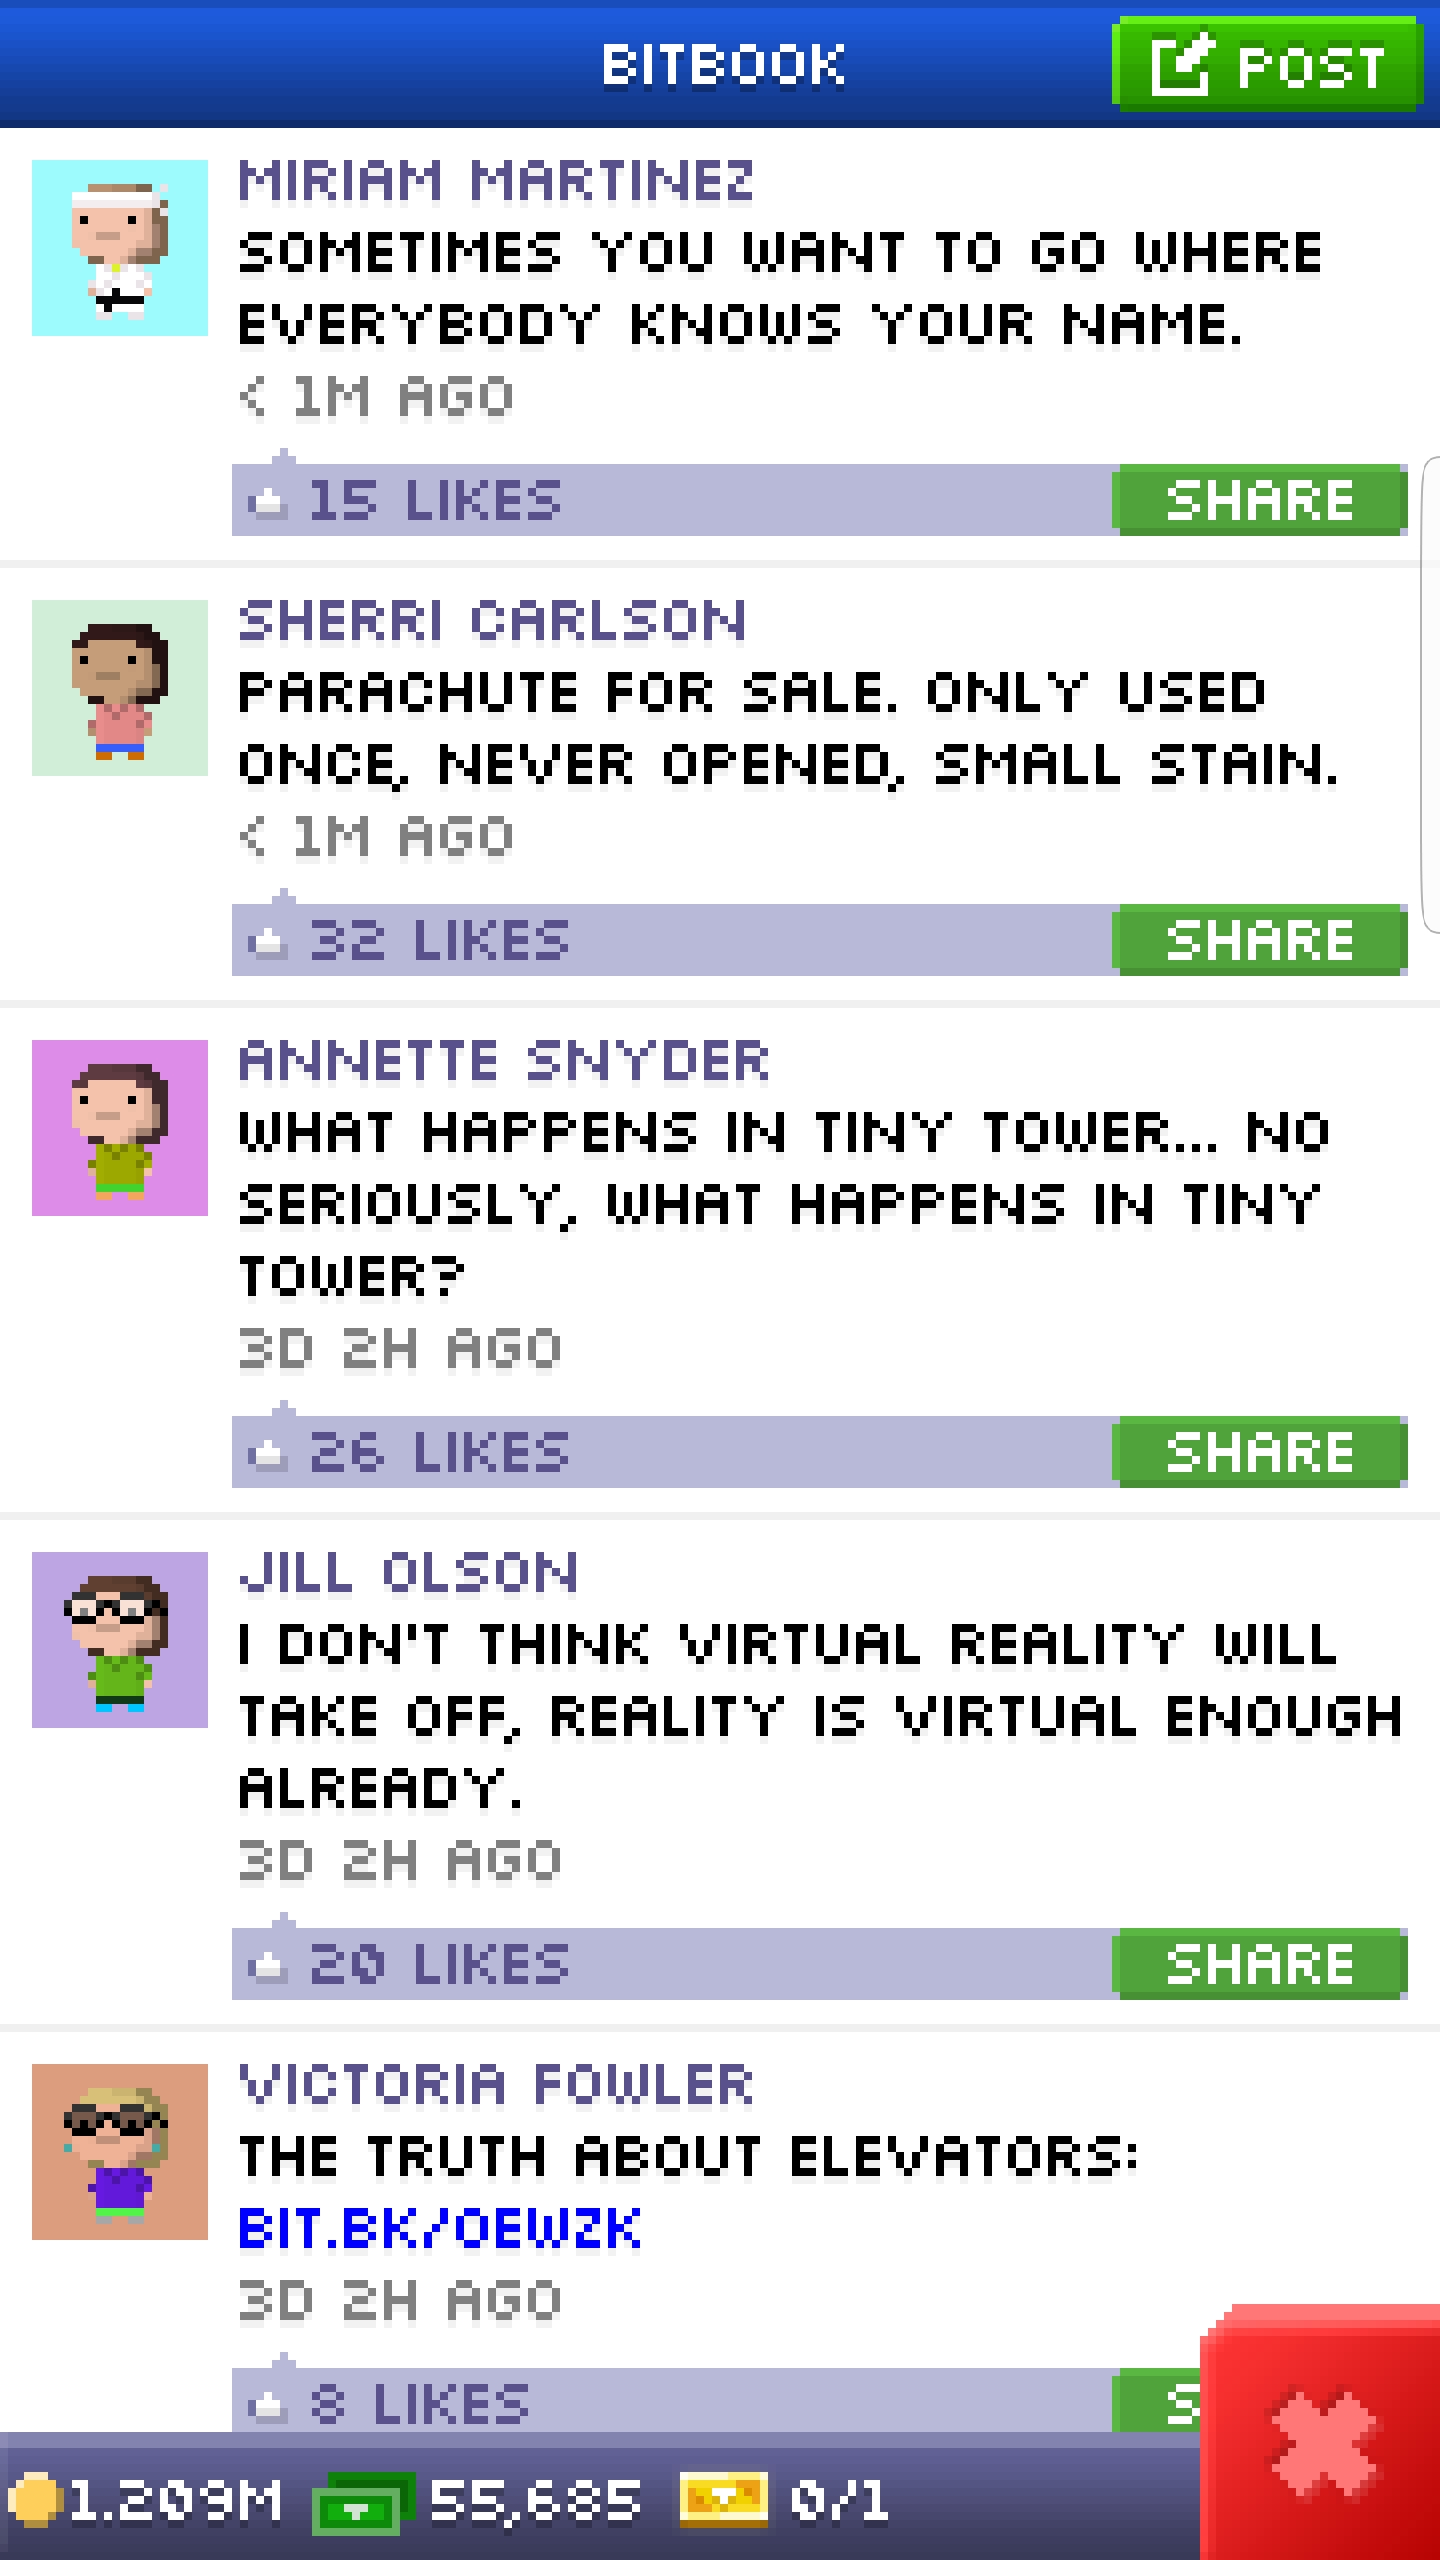 BITBOOK
POST
MIRIAM MARTINEZ
SOMETIMES YOU WANT TO GO WHERE
EVERYBODY KNOWS YOUR NAME.
< 1M AGO
15 LIKES
SHARE
SHERRI CARLSON
PARACHUTE FOR SALE. ONLY USED
ONCE, NEVER OPENED, SMALL STAIN.
< 1M AGO
32 LIKES
SHARE
ANNETTE SNYDER
WHAT HAPPENS IN TINY TOWER... NO
SERIOUSLY, WHAT HAPPENS IN TINY
TOWER?
3D 2H AGO
26 LIKES
SHARE
JILL OLSON
I DON'T THINK VIRTUAL REALITY WILL
TAKE OFF, REALITY IS VIRTUAL ENOUGH
ALREADY.
3D 2H AGO
20 LIKES
SHARE
VICTORIA FOWLER
THE TRUTH ABOUT ELEVATORS:
BIT.BK/OEWZK
3D 2H AGO
8 LIKES
S
1.209M 55,685 0/1